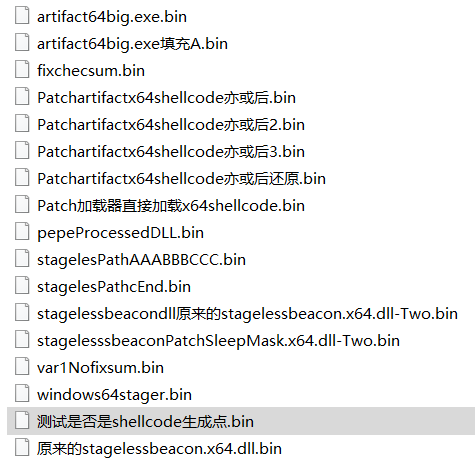 artifact64big.exe.bin
artifact64big.exe填充A.bin
fixchecsum.bin
Patchartifactx64shellcode亦或后.bin
Patchartifactx64shellcode亦或后2.bin
Patchartifactx64shellcode亦或后3.bin
Patchartifactx64shellcode亦或后还原.bin
Patch加载器直接加载x64shellcode.bin
pepeProcessedDLL.bin
stagelesPathAAABBBCCC.bin
stagelesPathcEnd.bin
stagelessbeacondll原来的stagelessbeacon.x64.dll-Two.bin
stagelesssbeaconPatchSleepMask.x64.dll-Two.bin
var1Nofixsum.bin
windows64stager.bin
测试是否是shellcode生成点.bin
原来的stagelessbeacon.x64.dll.bin